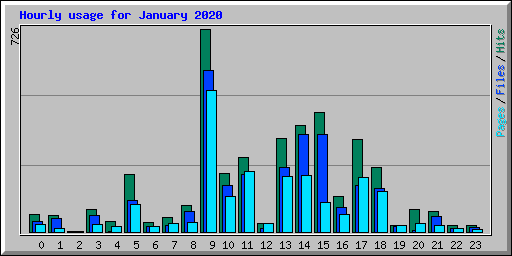 Hourly usage for January 2020
726
Pages / Files / Hits
0 1 2 3 4 5 6 7 8 9 10 11 12 13 14 15 16 17 18 19 20 21 22 23